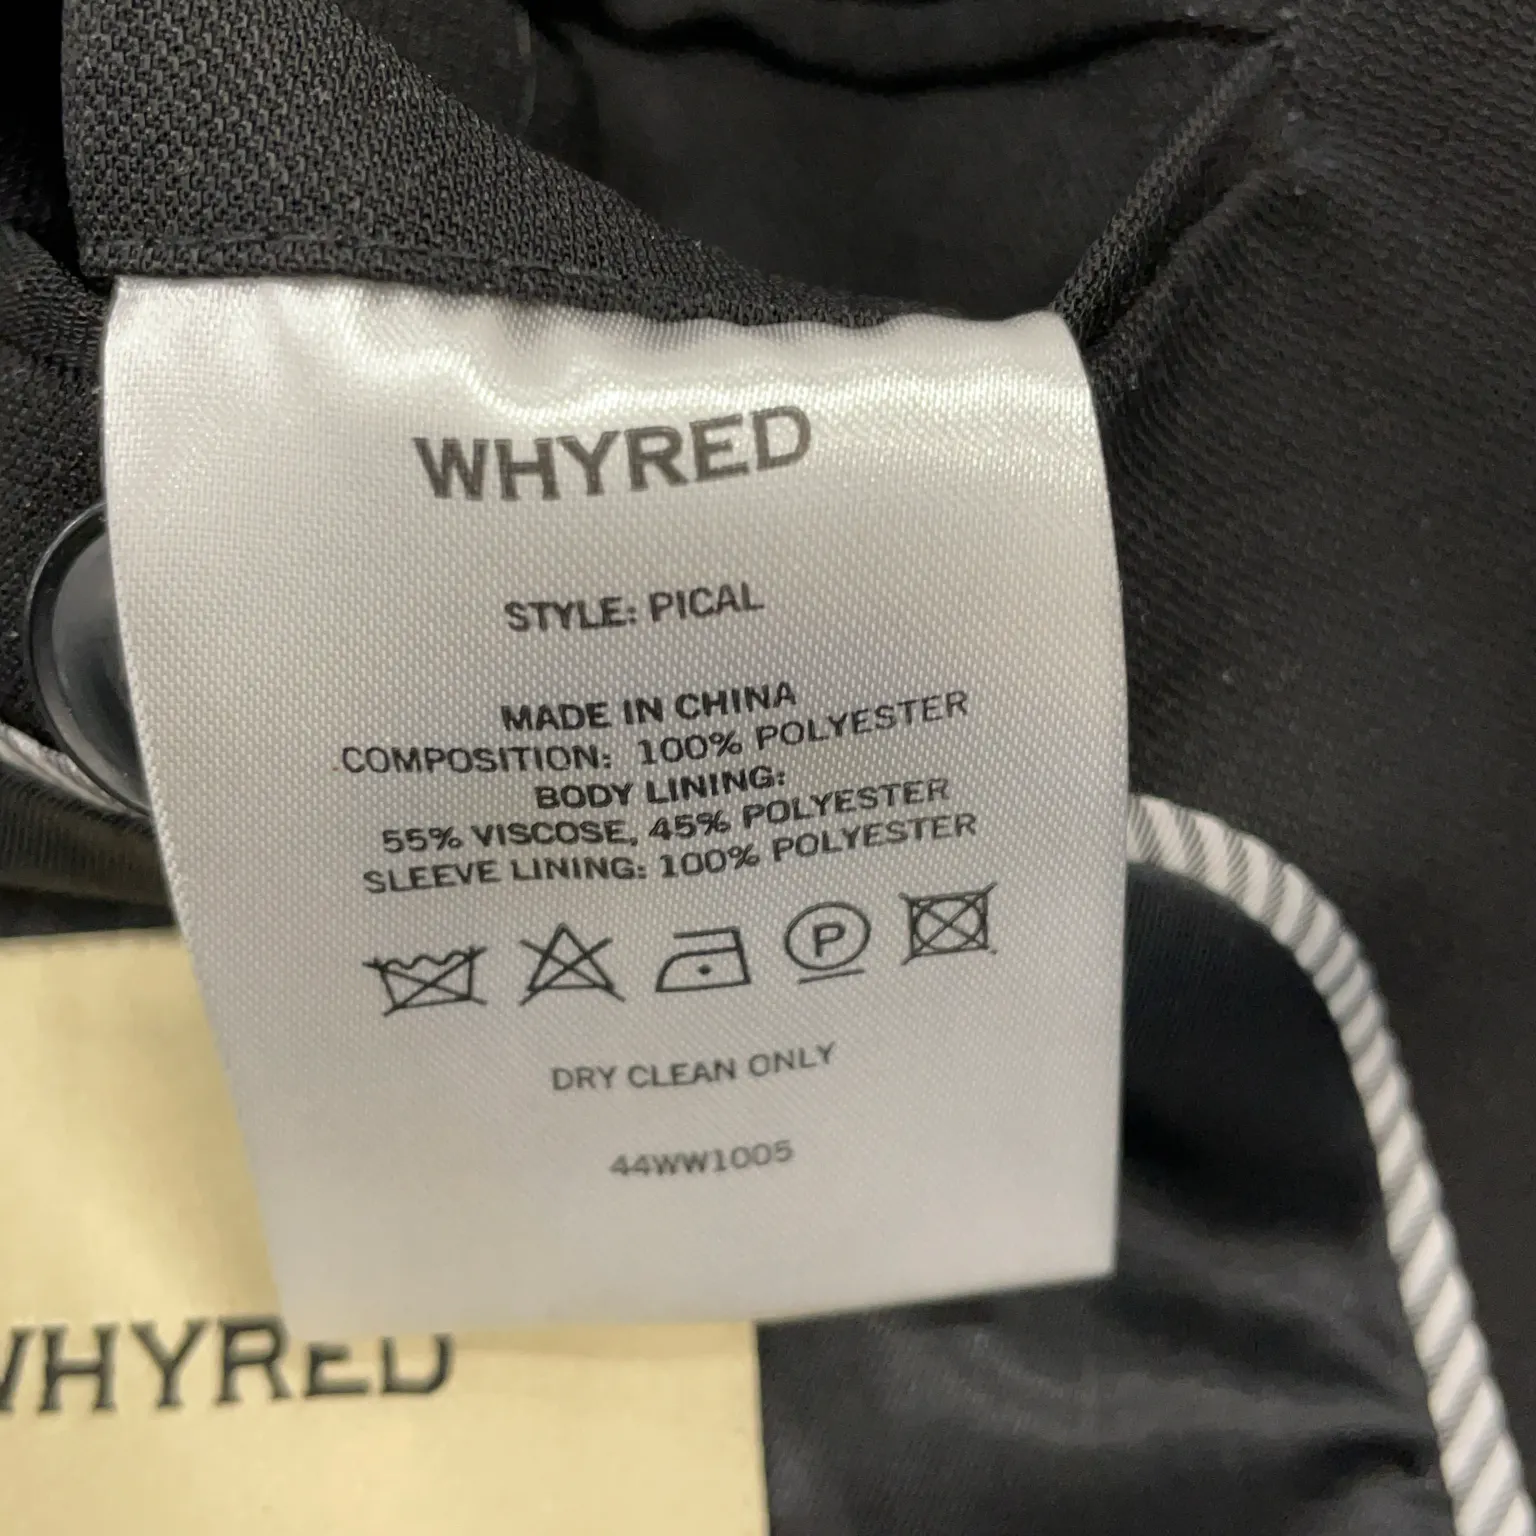 WHYRED
STYLE: PICAL
MADE IN CHINA
COMPOSITION: 100% POLYESTER
BODY LINING:
55% VISCOSE, 45% POLYESTER
SLEEVE LINING: 100% POLYESTER
P
DRY CLEAN ONLY
44WW1005
WHYRED